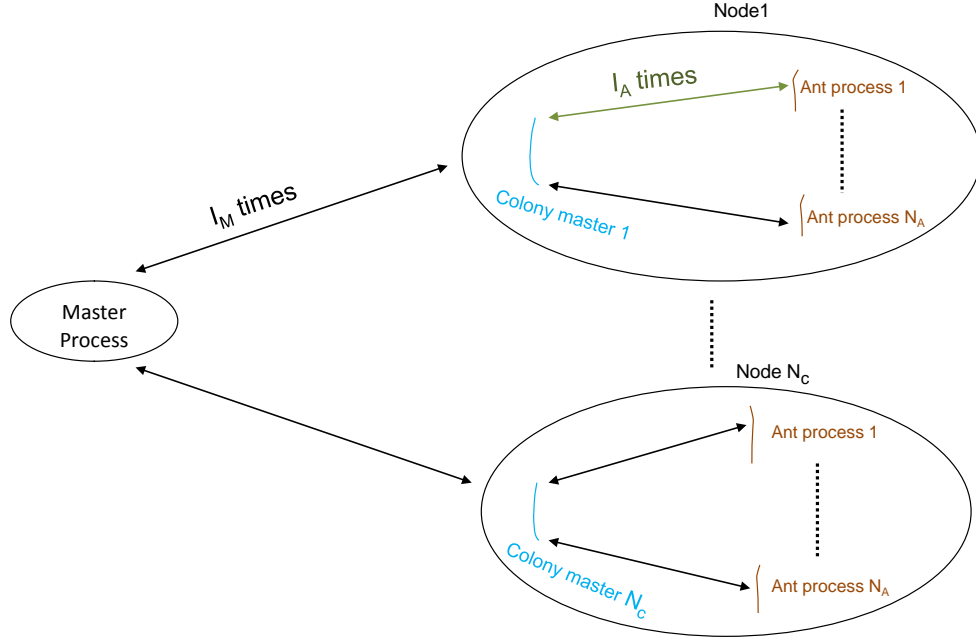 Node1
I_A times
Ant process 1
I_M times
Colony master 1
Ant process N_A
Master
Process
Node N_c
Ant process 1
Colony master N_c
Ant process N_A